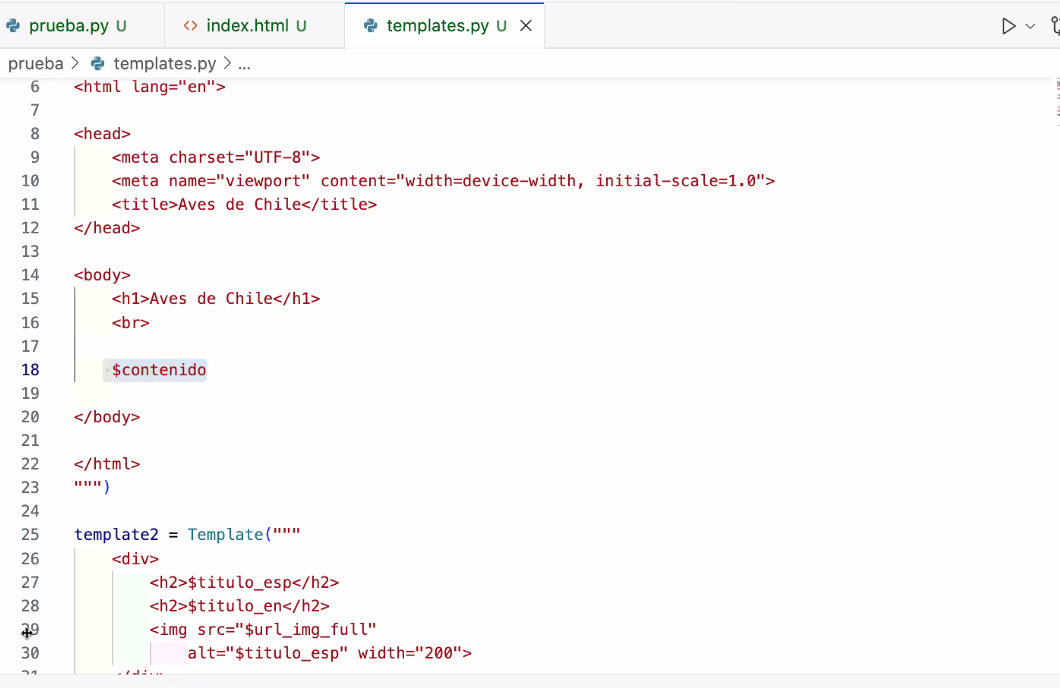 prueba.py U
index.html U
templates.py U
prueba > templates.py > ...
6 <html lang="en">
7
8 <head>
9 <meta charset="UTF-8">
10 <meta name="viewport" content="width=device-width, initial-scale=1.0">
11 <title>Aves de Chile</title>
12 </head>
13
14 <body>
15 <h1>Aves de Chile</h1>
16 <br>
17
18 $contenido
19
20 </body>
21
22 </html>
23 """)
24
25 template2 = Template("""
26 <div>
27 <h2>$titulo_esp</h2>
28 <h2>$titulo_en</h2>
29 <img src="$url_img_full"
30 alt="$titulo_esp" width="200">
31 </div>